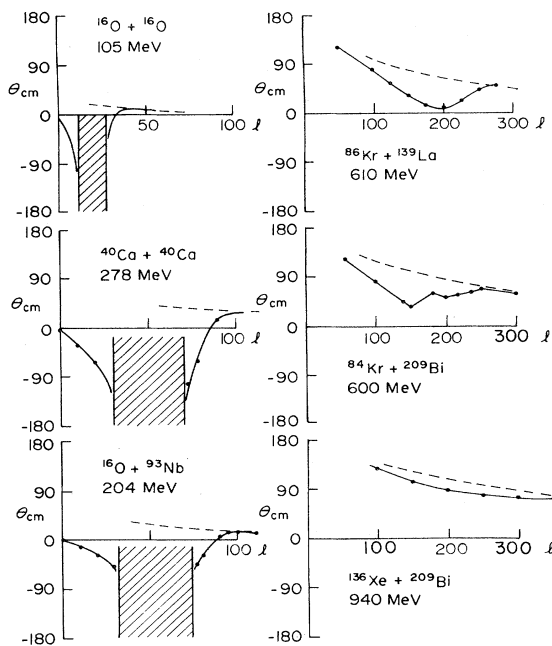 ¹⁶O + ¹⁶O
105 MeV
180
90
θcm
0
-90
-180
50
100 ℓ
⁴⁰Ca + ⁴⁰Ca
278 MeV
180
90
θcm
0
-90
-180
100 ℓ
¹⁶O + ⁹³Nb
204 MeV
180
90
θcm
0
-90
-180
100 ℓ
180
90
θcm
0
-90
-180
100
200
300 ℓ
⁸⁶Kr + ¹³⁹La
610 MeV
180
90
θcm
0
-90
-180
100
200
300 ℓ
⁸⁴Kr + ²⁰⁹Bi
600 MeV
180
90
θcm
0
-90
-180
100
200
300 ℓ
¹³⁶Xe + ²⁰⁹Bi
940 MeV